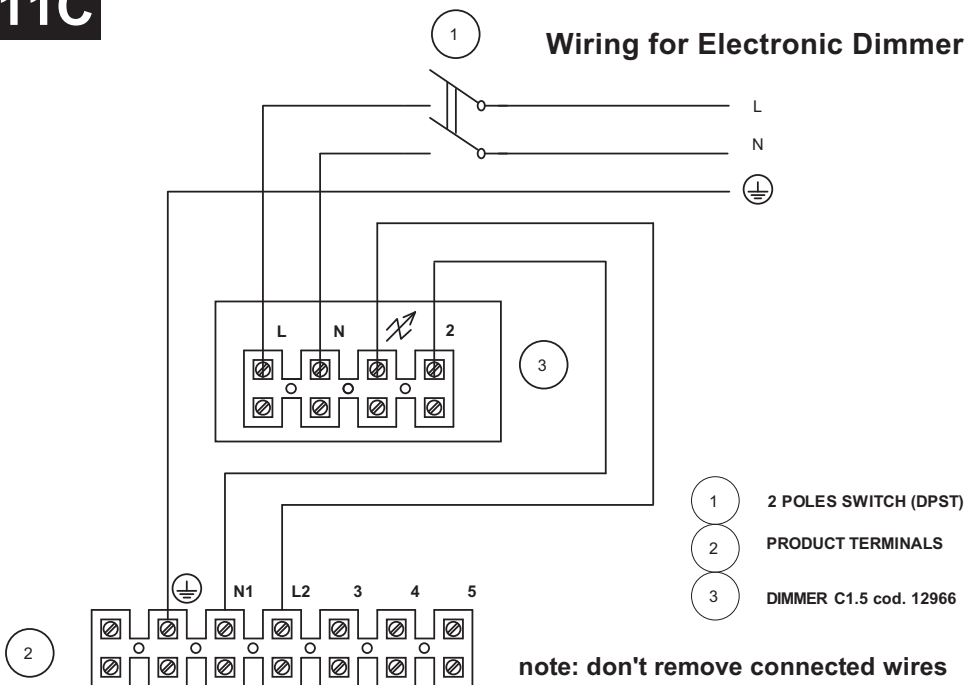 11C
1
Wiring for Electronic Dimmer
L
N
L N 2
3
1 2 POLES SWITCH (DPST)
2 PRODUCT TERMINALS
3 DIMMER C1.5 cod. 12966
N1 L2 3 4 5
2
note: don't remove connected wires